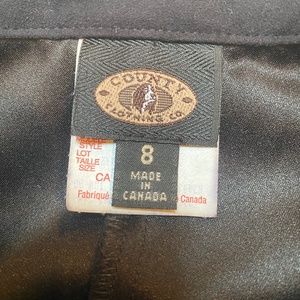 COUNTY
CLOTHING CO.
STYLE
LOT
TAILLE
SIZE
CA
8
MADE
IN
CANADA
Fabriqué
Canada